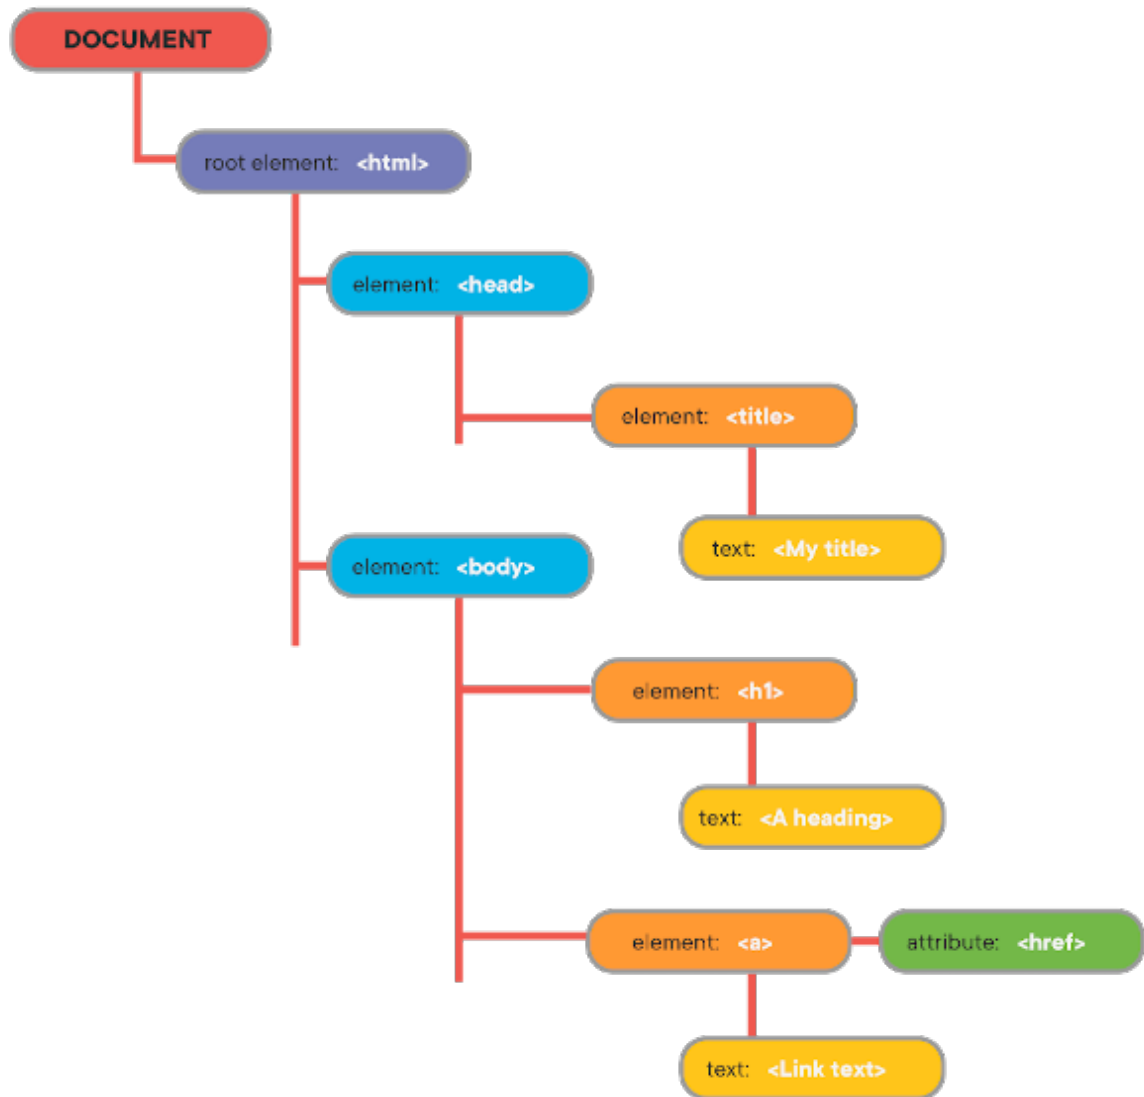 DOCUMENT
root element: <html>
element: <head>
element: <title>
text: <My title>
element: <body>
element: <h1>
text: <A heading>
element: <a>
attribute: <href>
text: <Link text>